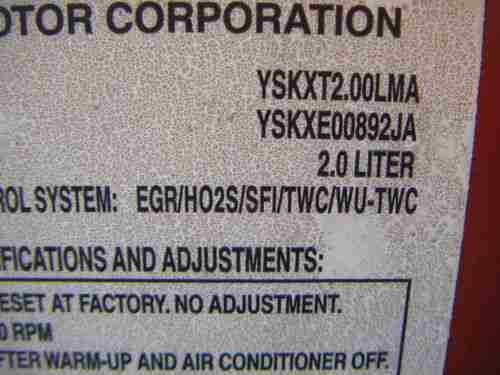 OTOR CORPORATION
YSKXT2.00LMA
YSKXE00892JA
2.0 LITER
ROL SYSTEM: EGR/HO2S/SFI/TWC/WU-TWC
IFICATIONS AND ADJUSTMENTS:
ESET AT FACTORY. NO ADJUSTMENT.
0 RPM
FTER WARM-UP AND AIR CONDITIONER OFF.